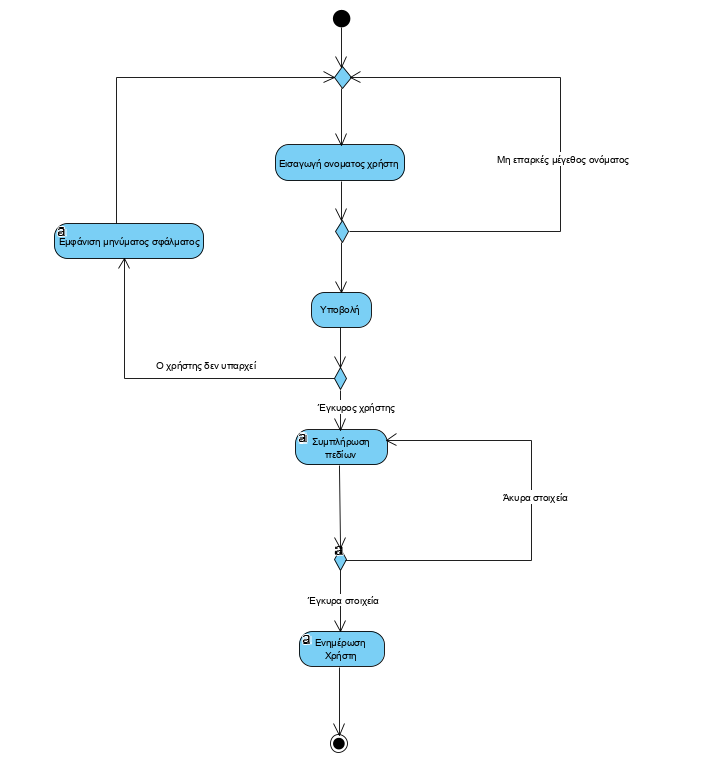 Εισαγωγή ονοματος χρήστη
Μη επαρκές μέγεθος ονόματος
a
Εμφάνιση μηνύματος σφάλματος
Υποβολή
Ο χρήστης δεν υπαρχεί
Έγκυρος χρήστης
a
Συμπλήρωση
πεδίων
Άκυρα στοιχεία
a
Έγκυρα στοιχεία
a
Ενημέρωση
Χρήστη